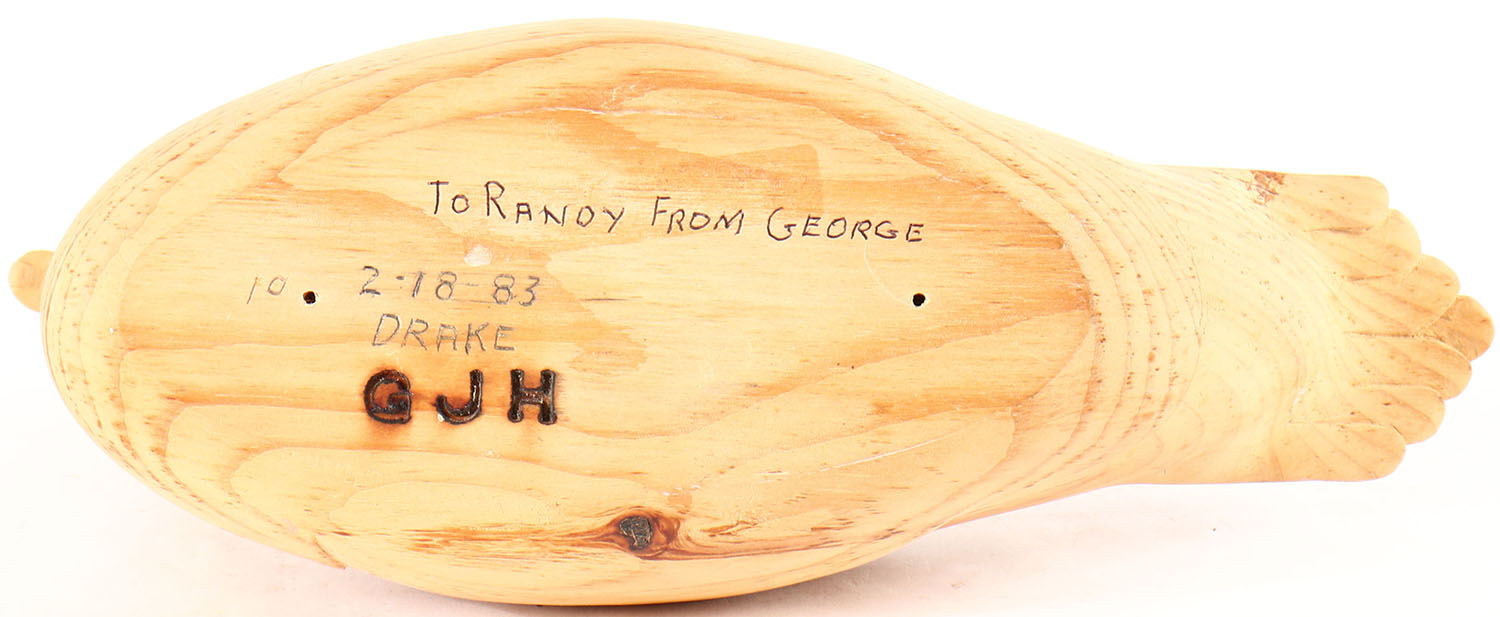 To RANDY FROM GEORGE
10 2-18-83
DRAKE
GJH